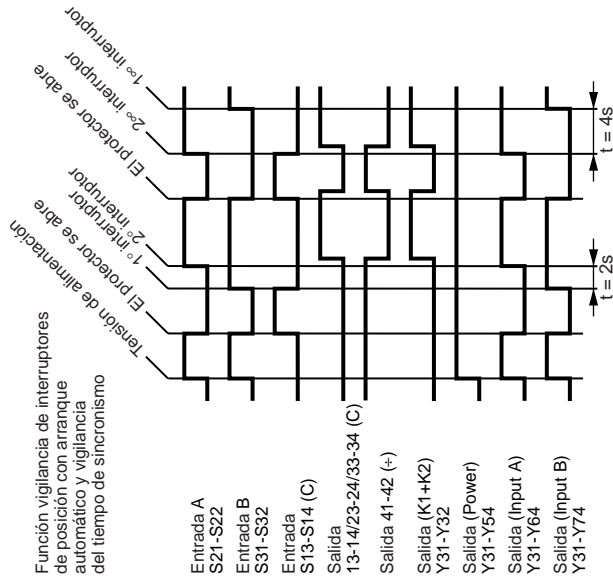 Función vigilancia de interruptores
de posición con arranque
automático y vigilancia
del tiempo de sincronismo
Tensión de alimentación
El protector se abre
1° interruptor
2° interruptor
El protector se abre
2∞ interruptor
1∞ interruptor
Entrada A
S21-S22
Entrada B
S31-S32
Entrada
S13-S14 (C)
Salida
13-14/23-24/33-34 (C)
Salida 41-42 (÷)
Salida (K1+K2)
Y31-Y32
Salida (Power)
Y31-Y54
Salida (Input A)
Y31-Y64
Salida (Input B)
Y31-Y74
t = 2s
t = 4s